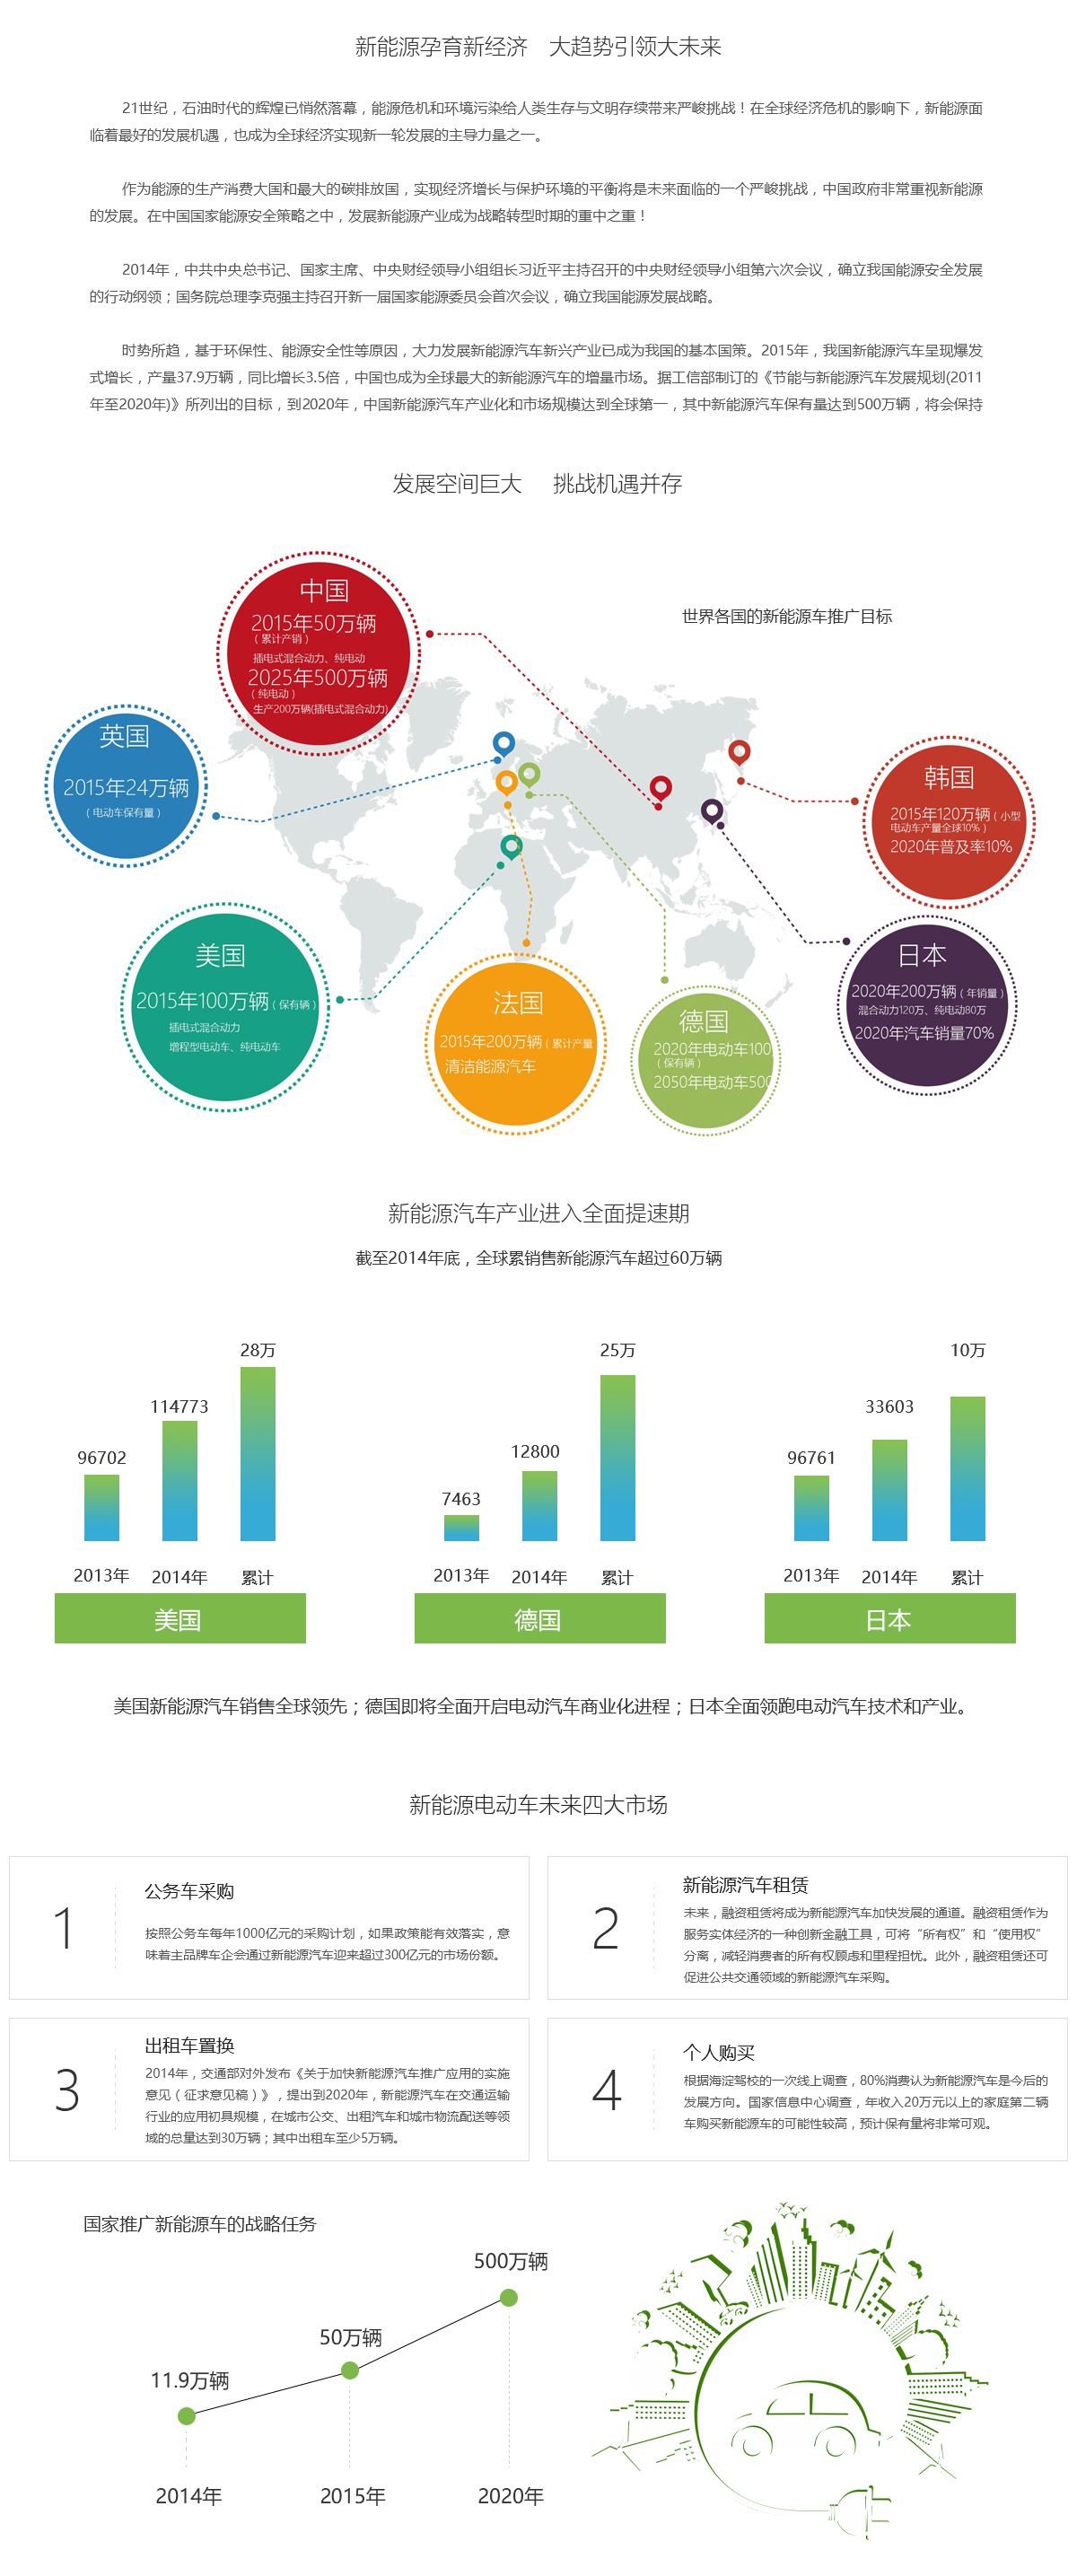 新能源孕育新经济 大趋势引领大未来
21世纪，石油时代的辉煌已悄然落幕，能源危机和环境污染给人类生存与文明存续带来严峻挑战！在全球经济危机的影响下，新能源面
临着最好的发展机遇，也成为全球经济实现新一轮发展的主导力量之一。
作为能源的生产消费大国和最大的碳排放国，实现经济增长与保护环境的平衡将是未来面临的一个严峻挑战，中国政府非常重视新能源
的发展。在中国国家能源安全策略之中，发展新能源产业成为战略转型时期的重中之重！
2014年，中共中央总书记、国家主席、中央财经领导小组组长习近平主持召开的中央财经领导小组第六次会议，确立我国能源安全发展
的行动纲领；国务院总理李克强主持召开新一届国家能源委员会首次会议，确立我国能源发展战略。
时势所趋，基于环保性、能源安全性等原因，大力发展新能源汽车新兴产业已成为我国的基本国策。2015年，我国新能源汽车呈现爆发
式增长，产量37.9万辆，同比增长3.5倍，中国也成为全球最大的新能源汽车的增量市场。据工信部制订的《节能与新能源汽车发展规划(2011
年至2020年)》所列出的目标，到2020年，中国新能源汽车产业化和市场规模达到全球第一，其中新能源汽车保有量达到500万辆，将会保持
发展空间巨大 挑战机遇并存
世界各国的新能源车推广目标
中国
2015年50万辆
（累计产销）
插电式混合动力、纯电动
2025年500万辆
（纯电动）
生产200万辆(插电式混合动力)
英国
2015年24万辆
（电动车保有量）
韩国
2015年120万辆（小型
电动车产量全球10%）
2020年普及率10%
美国
2015年100万辆（保有辆）
插电式混合动力
增程型电动车、纯电动车
法国
2015年200万辆（累计产量
清洁能源汽车
德国
2020年电动车100
（保有辆）
2050年电动车500
日本
2020年200万辆（年销量）
混合动力120万、纯电动80万
2020年汽车销量70%
新能源汽车产业进入全面提速期
截至2014年底，全球累销售新能源汽车超过60万辆
96702
114773
28万
2013年
2014年
累计
美国
7463
12800
25万
2013年
2014年
累计
德国
96761
33603
10万
2013年
2014年
累计
日本
美国新能源汽车销售全球领先；德国即将全面开启电动汽车商业化进程；日本全面领跑电动汽车技术和产业。
新能源电动车未来四大市场
1
公务车采购
按照公务车每年1000亿元的采购计划，如果政策能有效落实，意
味着主品牌车企会通过新能源汽车迎来超过300亿元的市场份额。
2
新能源汽车租赁
未来，融资租赁将成为新能源汽车加快发展的通道。融资租赁作为
服务实体经济的一种创新金融工具，可将“所有权”和“使用权”
分离，减轻消费者的所有权顾虑和里程担忧。此外，融资租赁还可
促进公共交通领域的新能源汽车采购。
3
出租车置换
2014年，交通部对外发布《关于加快新能源汽车推广应用的实施
意见（征求意见稿）》，提出到2020年，新能源汽车在交通运输
行业的应用初具规模，在城市公交、出租汽车和城市物流配送等领
域的总量达到30万辆；其中出租车至少5万辆。
4
个人购买
根据海淀驾校的一次线上调查，80%消费认为新能源汽车是今后的
发展方向。国家信息中心调查，年收入20万元以上的家庭第二辆
车购买新能源车的可能性较高，预计保有量将非常可观。
国家推广新能源车的战略任务
11.9万辆
50万辆
500万辆
2014年
2015年
2020年